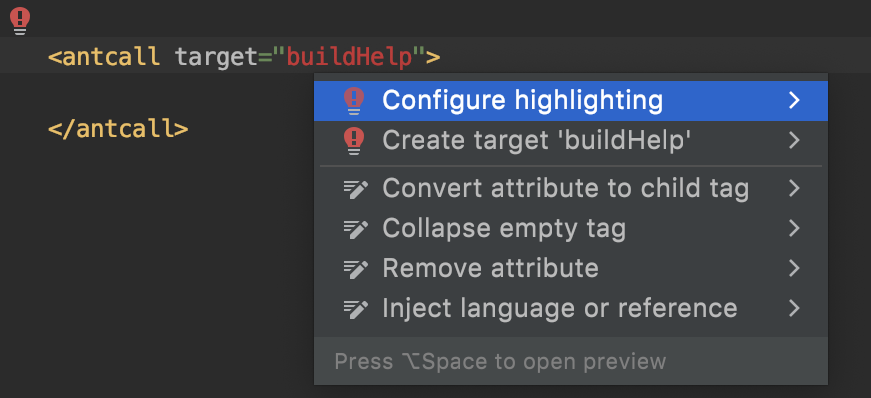 <antcall target="buildHelp">
Configure highlighting
Create target 'buildHelp'
</antcall>
Convert attribute to child tag
Collapse empty tag
Remove attribute
Inject language or reference
Press ⌥Space to open preview